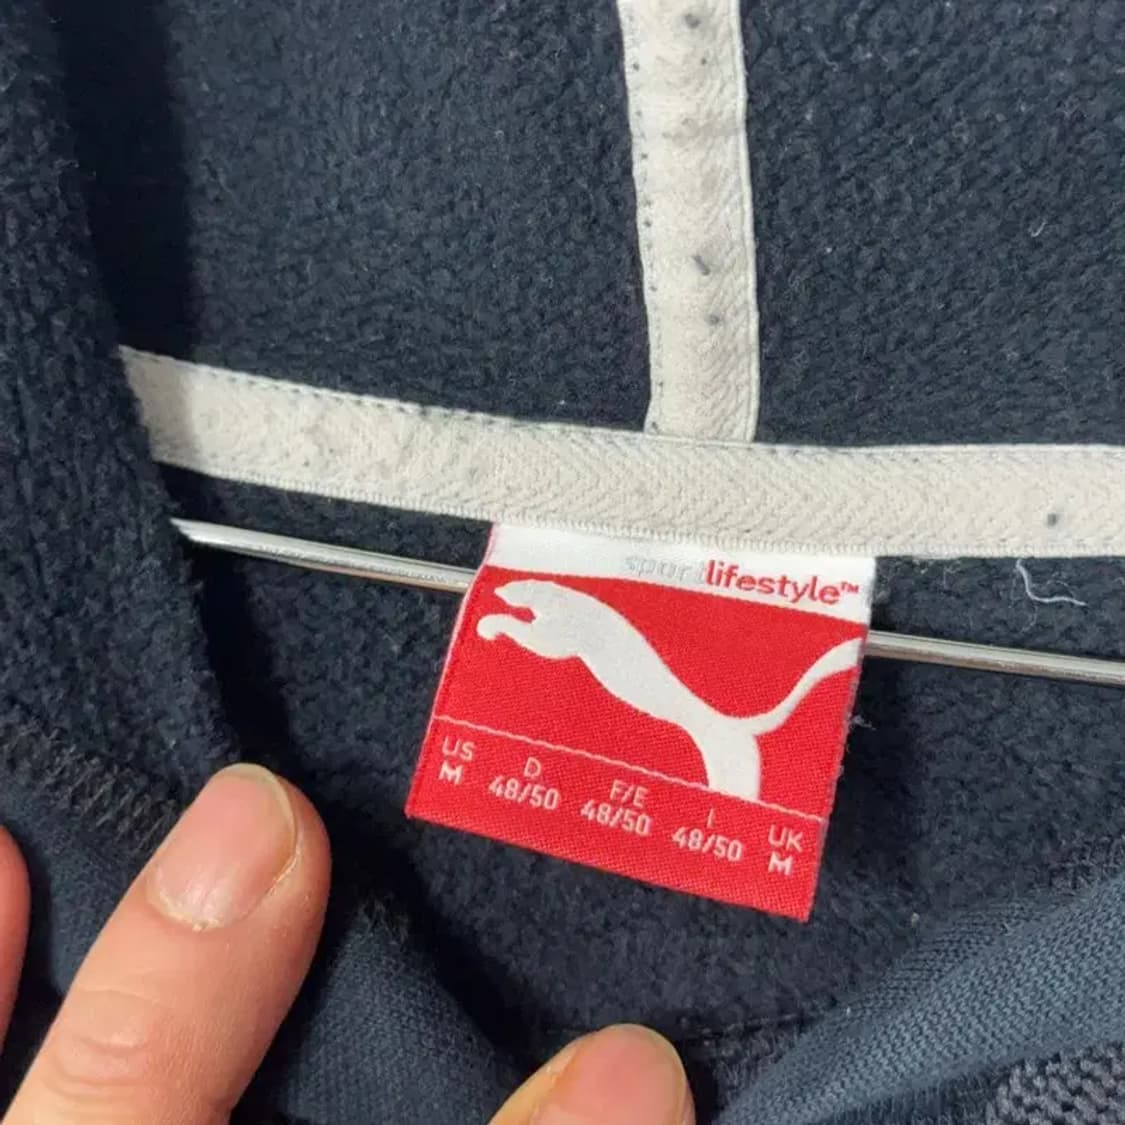 sportlifestyle™
US D F/E I UK
M 48/50 48/50 48/50 M